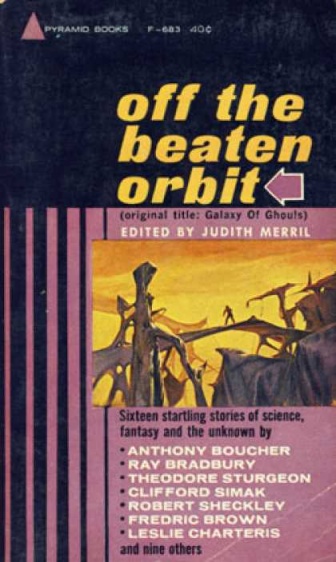 PYRAMID BOOKS F-683 40¢
off the
beaten
orbit
(original title: Galaxy Of Ghouls)
EDITED BY JUDITH MERRIL
Sixteen startling stories of science,
fantasy and the unknown by
• ANTHONY BOUCHER
• RAY BRADBURY
• THEODORE STURGEON
• CLIFFORD SIMAK
• ROBERT SHECKLEY
• FREDRIC BROWN
• LESLIE CHARTERIS
and nine others